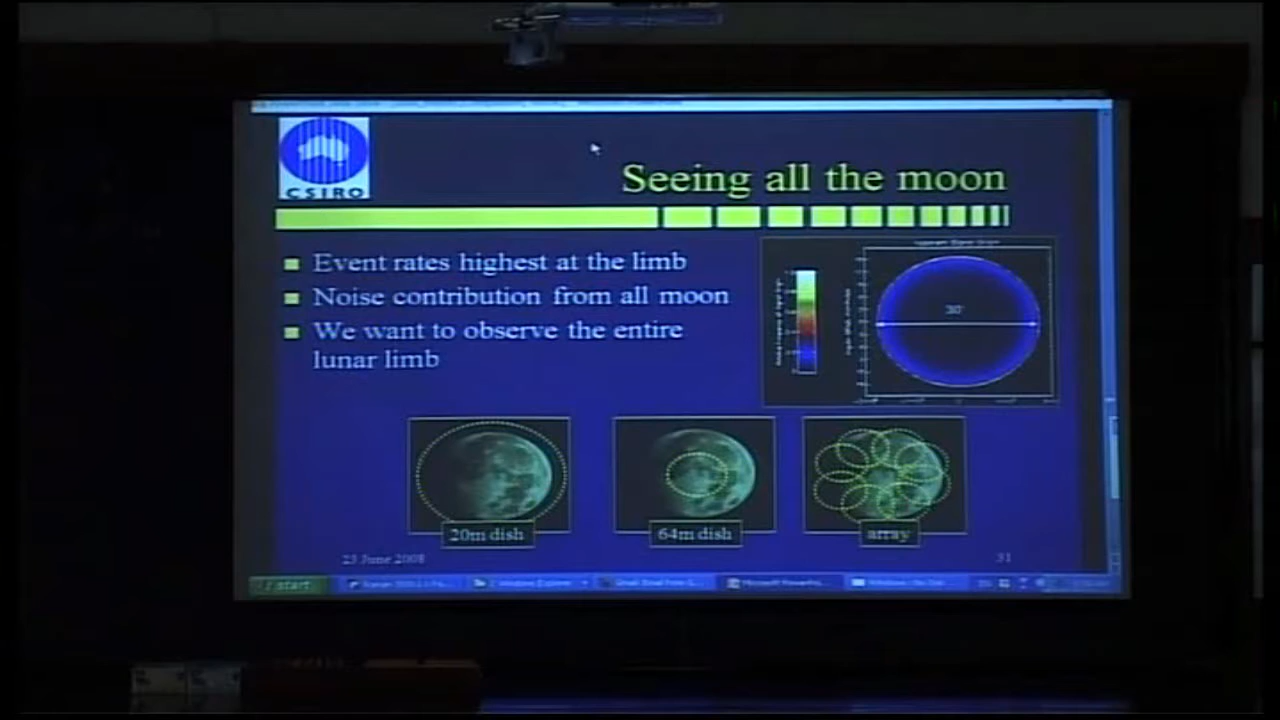 CSIRO
Seeing all the moon
Event rates highest at the limb
Noise contribution from all moon
We want to observe the entire
lunar limb
30'
20m dish
64m dish
array
23 June 2008
31
start